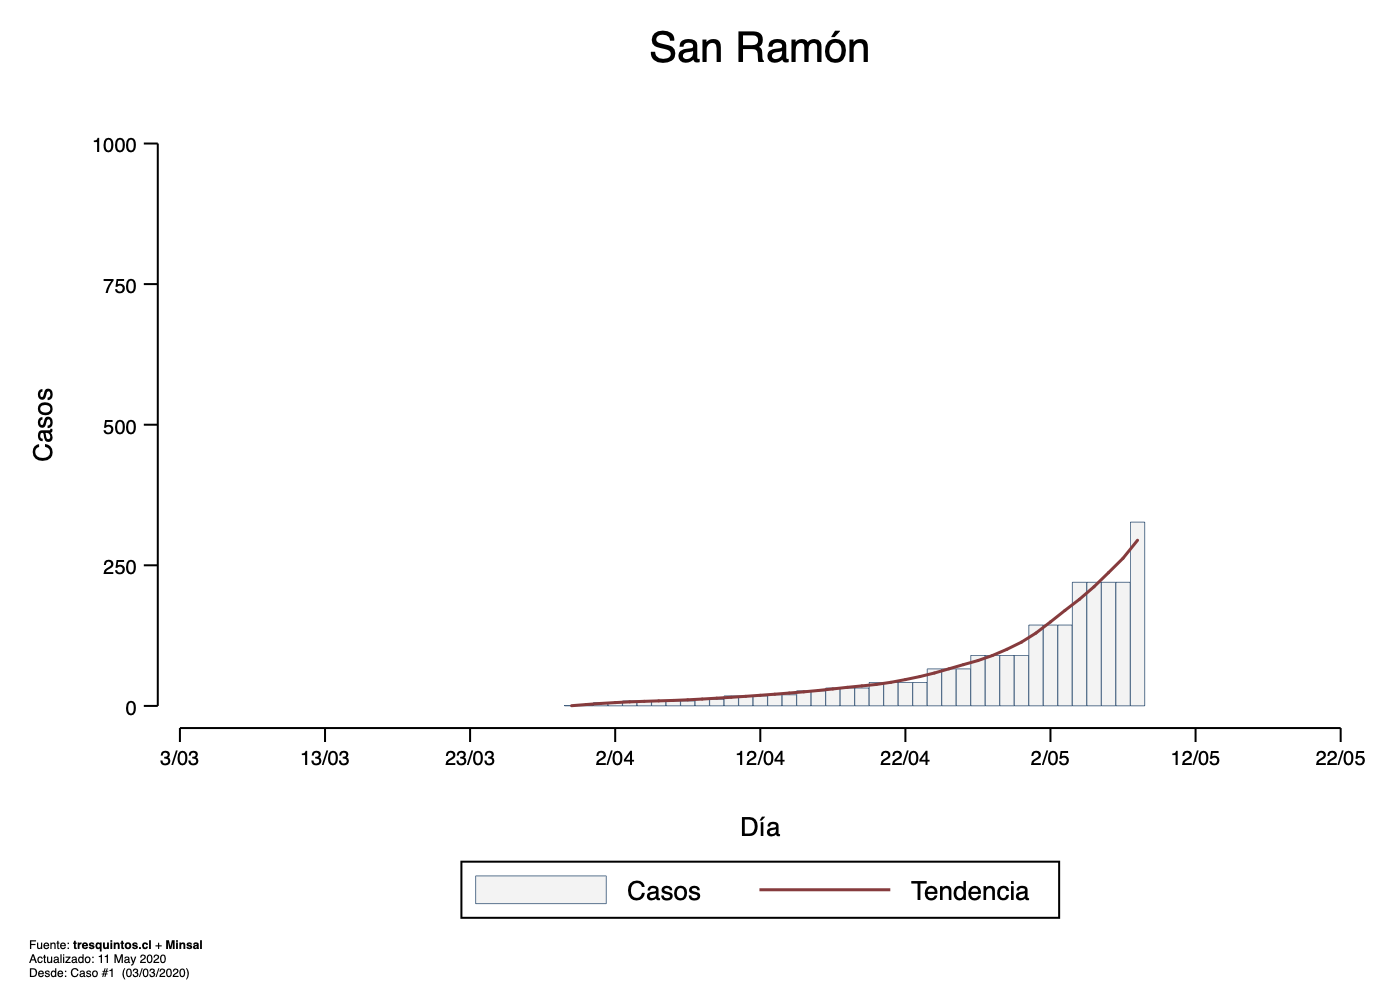 San Ramón
1000
750
500
250
0
Casos
3/03 13/03 23/03 2/04 12/04 22/04 2/05 12/05 22/05
Día
Casos Tendencia
Fuente: tresquintos.cl + Minsal
Actualizado: 11 May 2020
Desde: Caso #1 (03/03/2020)